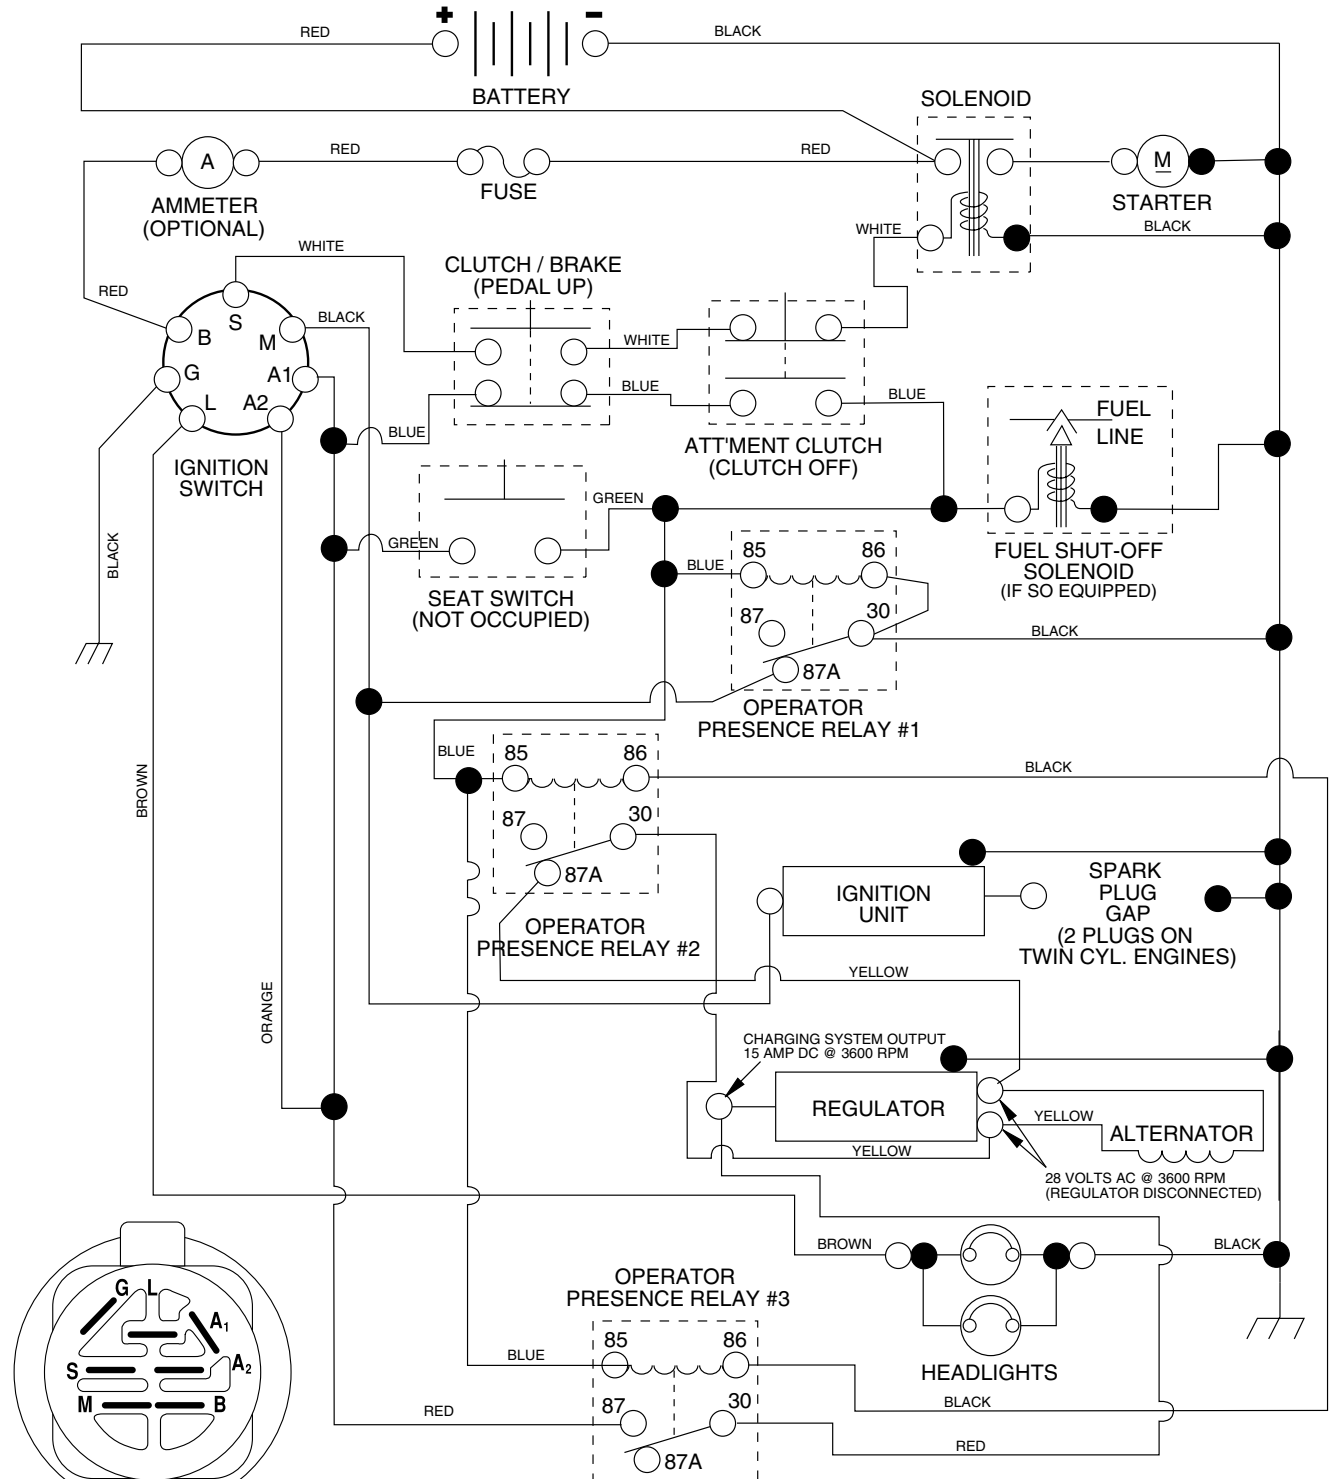 + −
RED
BLACK
BATTERY
SOLENOID
RED
RED
A
M
FUSE
AMMETER
(OPTIONAL)
STARTER
WHITE
WHITE
BLACK
CLUTCH / BRAKE
(PEDAL UP)
RED
S
BLACK
B
M
WHITE
G
A1
L
A2
BLUE
BLUE
BLUE
FUEL
LINE
IGNITION
SWITCH
ATT'MENT CLUTCH
(CLUTCH OFF)
GREEN
GREEN
BLACK
BLUE
85
86
FUEL SHUT-OFF
SOLENOID
(IF SO EQUIPPED)
SEAT SWITCH
(NOT OCCUPIED)
87
30
BLACK
87A
OPERATOR
PRESENCE RELAY #1
BLUE
85
86
BLACK
BROWN
87
30
87A
IGNITION
UNIT
SPARK
PLUG
GAP
(2 PLUGS ON
TWIN CYL. ENGINES)
OPERATOR
PRESENCE RELAY #2
YELLOW
ORANGE
CHARGING SYSTEM OUTPUT
15 AMP DC @ 3600 RPM
REGULATOR
YELLOW
ALTERNATOR
YELLOW
28 VOLTS AC @ 3600 RPM
(REGULATOR DISCONNECTED)
BROWN
BLACK
OPERATOR
PRESENCE RELAY #3
G L
A1
A2
S
M
B
85
86
BLUE
HEADLIGHTS
87
30
RED
BLACK
RED
87A